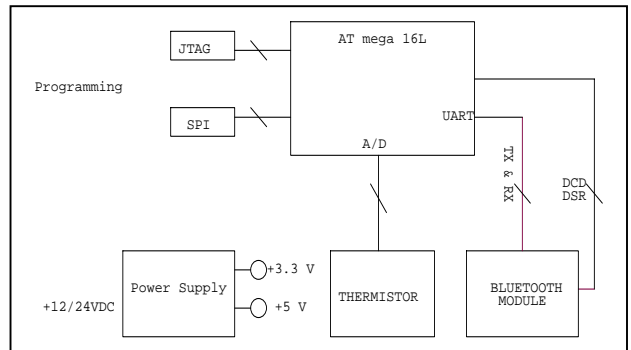 AT mega 16L
JTAG
Programming
SPI
UART
A/D
TX & RX
DCD
DSR
+3.3 V
Power Supply
+12/24VDC
+5 V
THERMISTOR
BLUETOOTH
MODULE